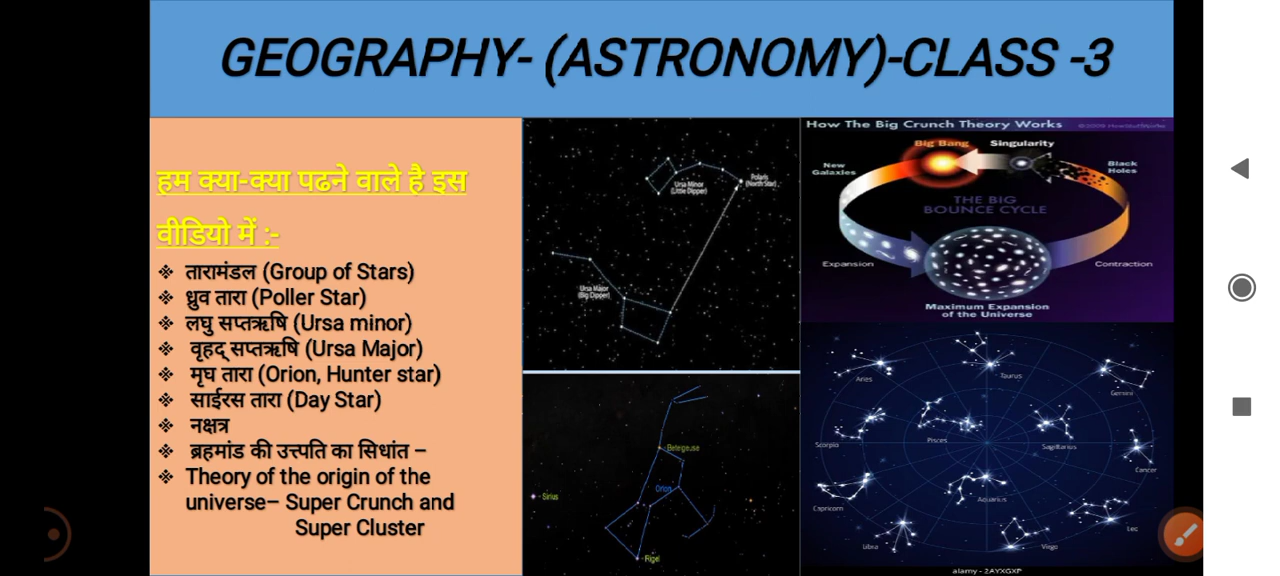 GEOGRAPHY- (ASTRONOMY)-CLASS -3
हम क्या-क्या पढने वाले है इस
वीडियो में :-
❖ तारामंडल (Group of Stars)
❖ ध्रुव तारा (Poller Star)
❖ लघु सप्तऋषि (Ursa minor)
❖ वृहद् सप्तऋषि (Ursa Major)
❖ मृघ तारा (Orion, Hunter star)
❖ साईरस तारा (Day Star)
❖ नक्षत्र
❖ ब्रहमांड की उत्त्पति का सिधांत –
❖ Theory of the origin of the
universe– Super Crunch and
Super Cluster
Ursa Minor
(Little Dipper)
Polaris
(North Star)
Ursa Major
(Big Dipper)
Betelgeuse
Orion
Sirius
Rigel
How The Big Crunch Theory Works
Big Bang
Singularity
New
Galaxies
Black
Holes
THE BIG
BOUNCE CYCLE
Expansion
Contraction
Maximum Expansion
of the Universe
Aries
Taurus
Gemini
Scorpio
Pisces
Sagittarius
Cancer
Capricorn
Aquarius
Leo
Libra
Virgo
alamy - 2AYXGXP